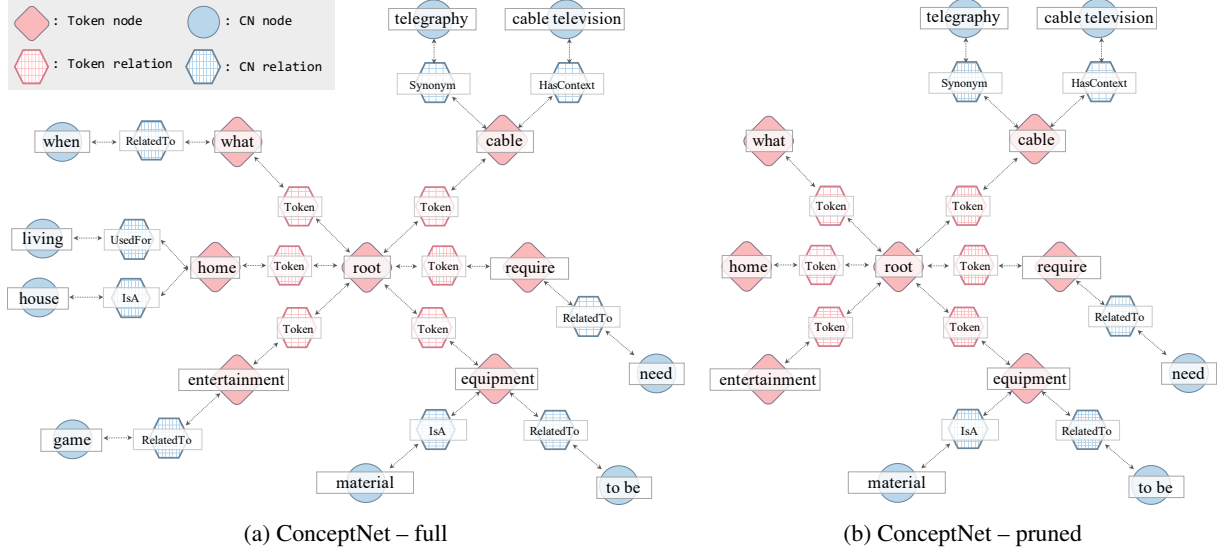 : Token node
: CN node
: Token relation
: CN relation
telegraphy
cable television
Synonym
HasContext
when
RelatedTo
what
cable
Token
Token
living
UsedFor
home
Token
root
Token
require
house
IsA
Token
Token
RelatedTo
entertainment
equipment
need
game
RelatedTo
IsA
RelatedTo
material
to be
(a) ConceptNet – full
telegraphy
cable television
Synonym
HasContext
what
cable
Token
Token
home
Token
root
Token
require
Token
Token
RelatedTo
entertainment
equipment
need
IsA
RelatedTo
material
to be
(b) ConceptNet – pruned